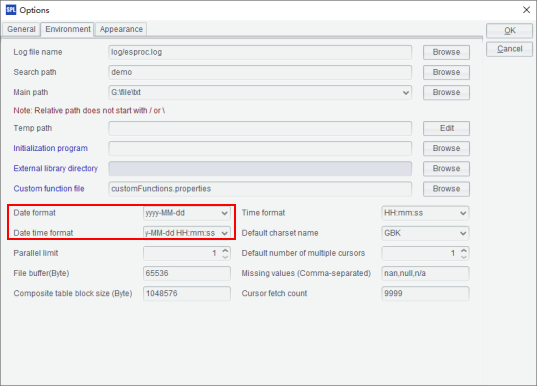 SPL Options
General Environment Appearance
OK
Cancel
Log file name log/esproc.log Browse
Search path demo Browse
Main path G:\file\txt Browse
Note: Relative path does not start with / or \
Temp path Edit
Initialization program Browse
External library directory Browse
Custom function file customFunctions.properties Browse
Date format yyyy-MM-dd Time format HH:mm:ss
Date time format y-MM-dd HH:mm:ss Default charset name GBK
Parallel limit 1 Default number of multiple cursors 1
File buffer(Byte) 65536 Missing values (Comma-separated) nan,null,n/a
Composite table block size (Byte) 1048576 Cursor fetch count 9999